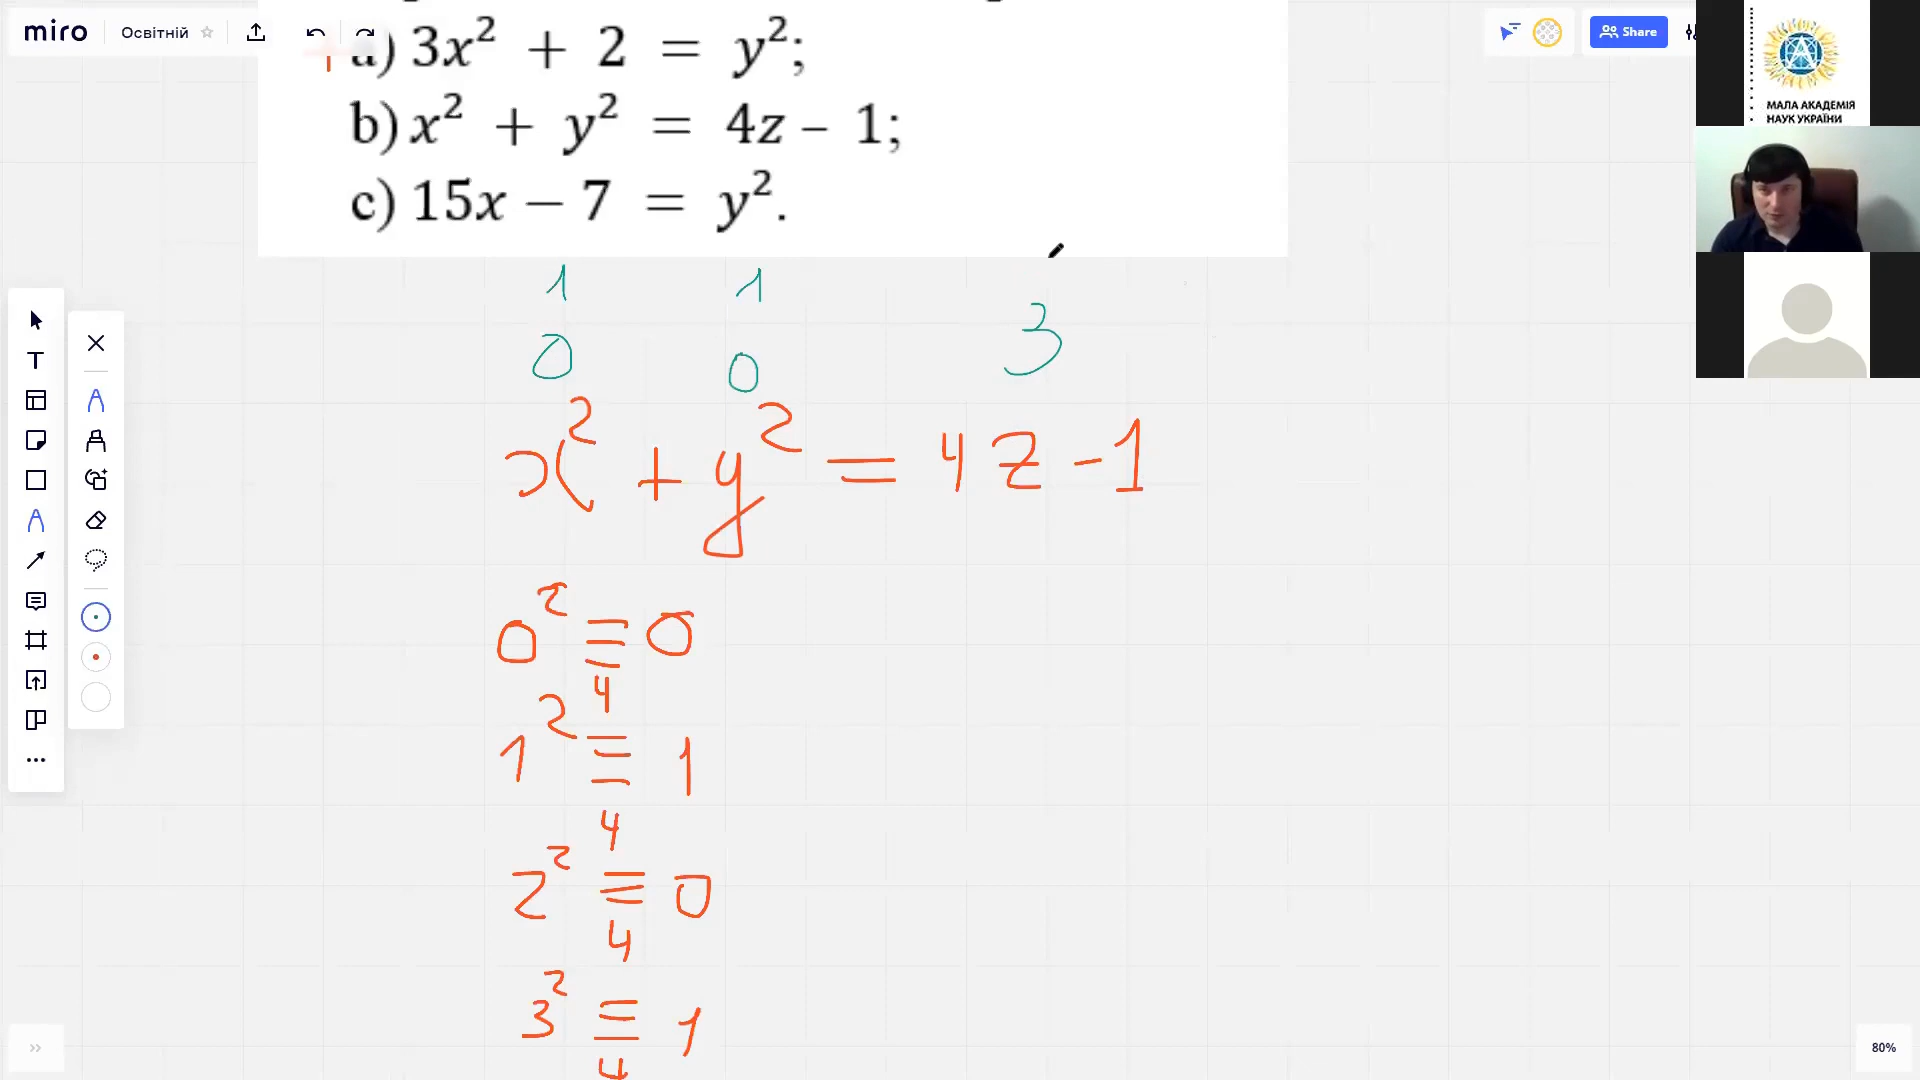 miro
Освітній
Share
a) 3x² + 2 = y²;
b) x² + y² = 4z – 1;
c) 15x – 7 = y².
МАЛА АКАДЕМІЯ
НАУК УКРАЇНИ
1 1
0 0 3
x² + y² = 4z - 1
0² ≡ 0
4
1² ≡ 1
4
2² ≡ 0
4
3² ≡ 1
4
80%